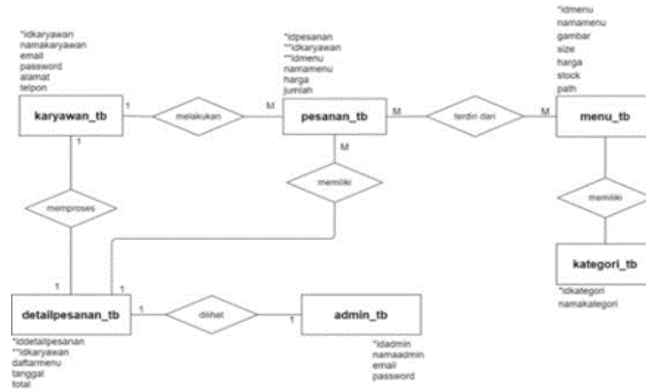 *idkaryawan
namakaryawan
email
password
alamat
telpon
karyawan_tb
1
melakukan
M
*idpesanan
**idkaryawan
**idmenu
namamenu
harga
jumlah
pesanan_tb
M
terdiri dari
M
*idmenu
namamenu
gambar
size
harga
stock
path
menu_tb
1
memproses
1
M
memiliki
1
memiliki
kategori_tb
*idkategori
namakategori
detailpesanan_tb
1
dilihat
1
admin_tb
*iddetailpesanan
**idkaryawan
daftarmenu
tanggal
total
*idadmin
namaadmin
email
password